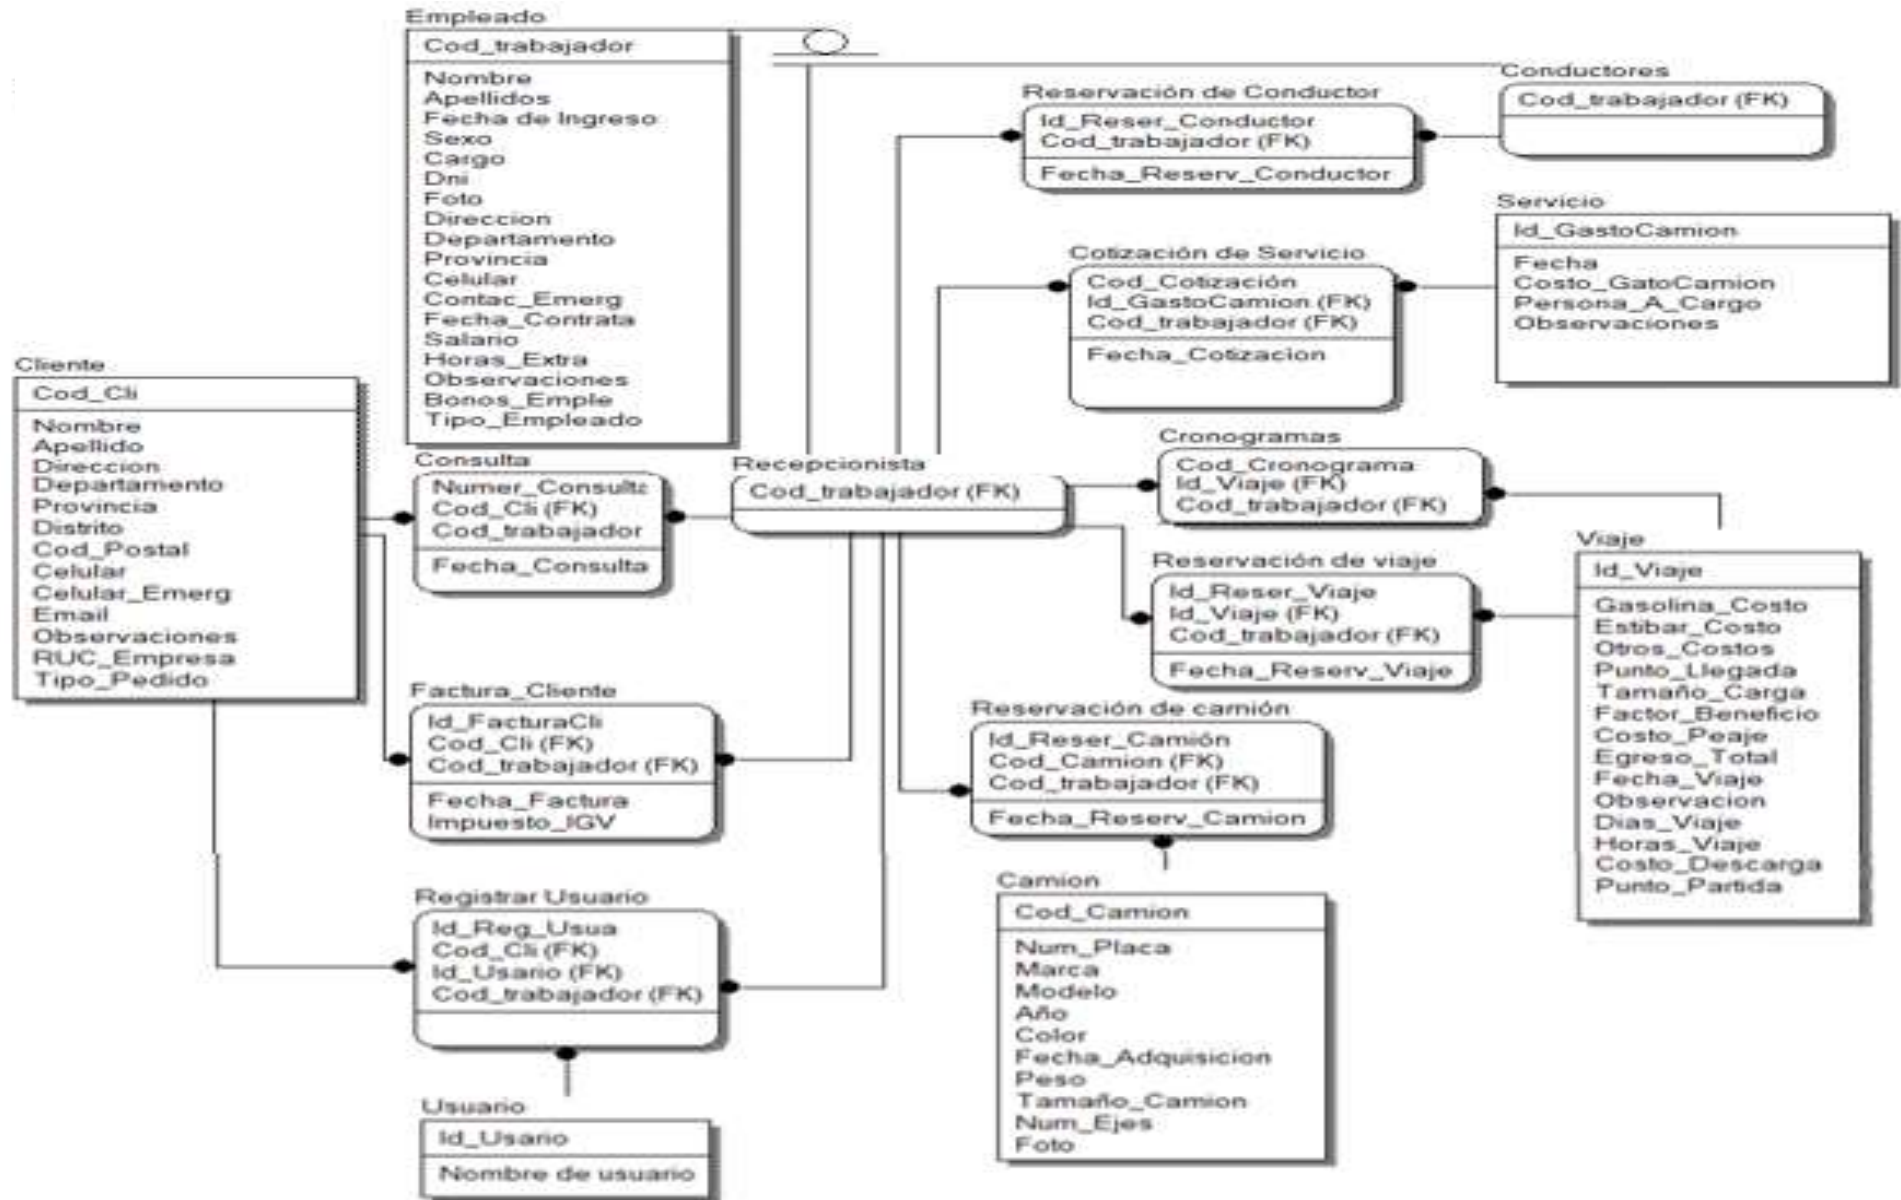 Empleado
Cod_trabajador
Nombre
Apellidos
Fecha de Ingreso
Sexo
Cargo
Dni
Foto
Direccion
Departamento
Provincia
Celular
Contac_Emerg
Fecha_Contrata
Salario
Horas_Extra
Observaciones
Bonos_Emple
Tipo_Empleado
Conductores
Cod_trabajador (FK)
Reservación de Conductor
Id_Reser_Conductor
Cod_trabajador (FK)
Fecha_Reserv_Conductor
Servicio
Id_GastoCamion
Fecha
Costo_GatoCamion
Persona_A_Cargo
Observaciones
Cotización de Servicio
Cod_Cotización
Id_GastoCamion (FK)
Cod_trabajador (FK)
Fecha_Cotizacion
Cliente
Cod_Cli
Nombre
Apellido
Direccion
Departamento
Provincia
Distrito
Cod_Postal
Celular
Celular_Emerg
Email
Observaciones
RUC_Empresa
Tipo_Pedido
Consulta
Numer_Consulta
Cod_Cli (FK)
Cod_trabajador
Fecha_Consulta
Recepcionista
Cod_trabajador (FK)
Cronogramas
Cod_Cronograma
Id_Viaje (FK)
Cod_trabajador (FK)
Reservación de viaje
Id_Reser_Viaje
Id_Viaje (FK)
Cod_trabajador (FK)
Fecha_Reserv_Viaje
Viaje
Id_Viaje
Gasolina_Costo
Estibar_Costo
Otros_Costos
Punto_Llegada
Tamaño_Carga
Factor_Beneficio
Costo_Peaje
Egreso_Total
Fecha_Viaje
Observacion
Dias_Viaje
Horas_Viaje
Costo_Descarga
Punto_Partida
Factura_Cliente
Id_FacturaCli
Cod_Cli (FK)
Cod_trabajador (FK)
Fecha_Factura
Impuesto_IGV
Reservación de camión
Id_Reser_Camión
Cod_Camion (FK)
Cod_trabajador (FK)
Fecha_Reserv_Camion
Registrar Usuario
Id_Reg_Usua
Cod_Cli (FK)
Id_Usario (FK)
Cod_trabajador (FK)
Camion
Cod_Camion
Num_Placa
Marca
Modelo
Año
Color
Fecha_Adquisicion
Peso
Tamaño_Camion
Num_Ejes
Foto
Usuario
Id_Usario
Nombre de usuario